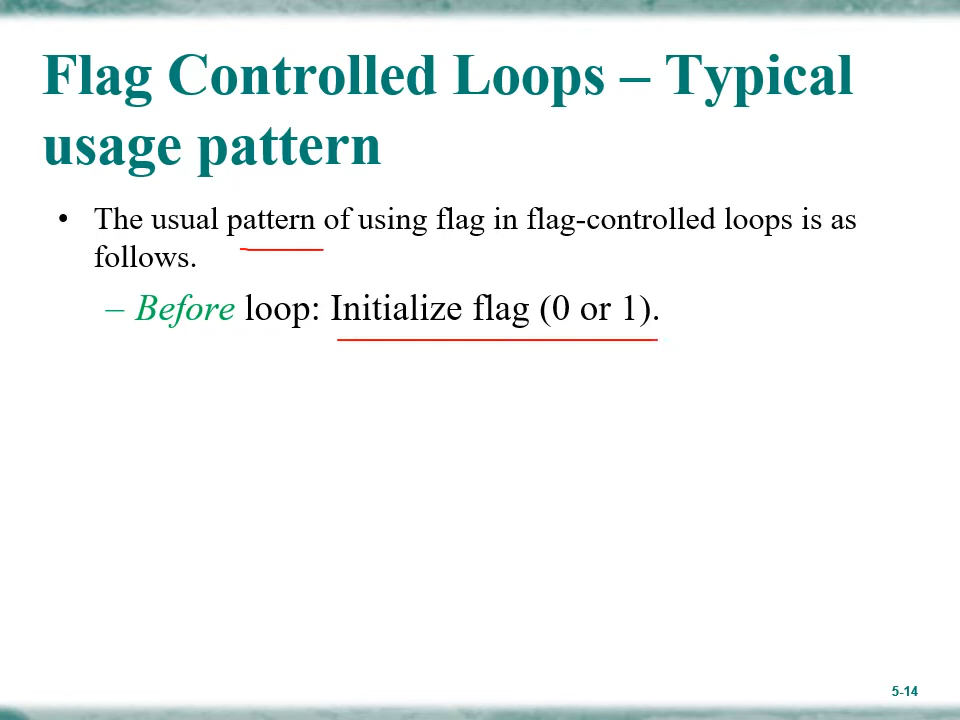 Flag Controlled Loops – Typical
usage pattern
• The usual pattern of using flag in flag-controlled loops is as
follows.
– Before loop: Initialize flag (0 or 1).
5-14